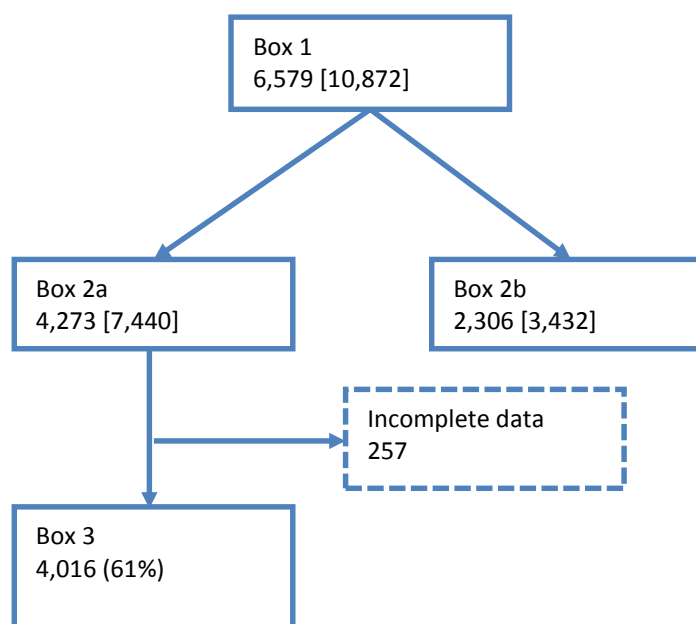 Box 1
6,579 [10,872]
Box 2a
4,273 [7,440]
Box 2b
2,306 [3,432]
Incomplete data
257
Box 3
4,016 (61%)